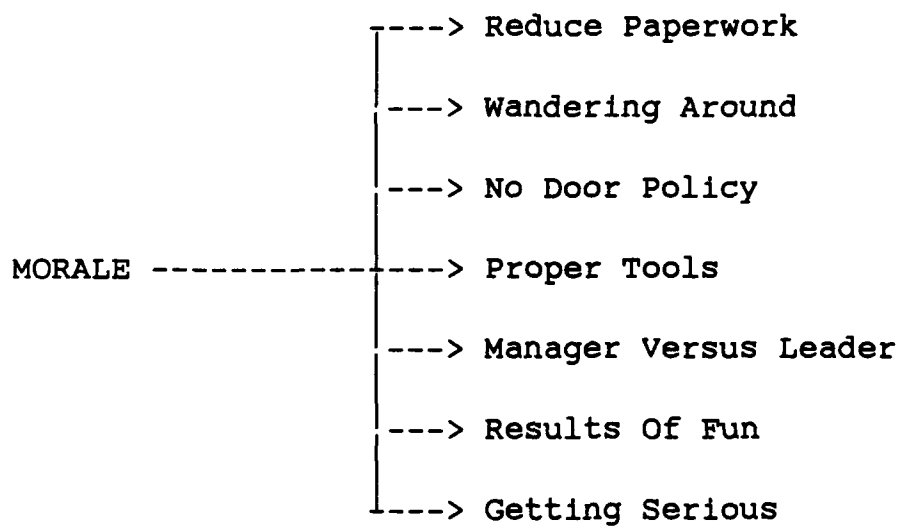 Reduce Paperwork
Wandering Around
No Door Policy
MORALE Proper Tools
Manager Versus Leader
Results Of Fun
Getting Serious